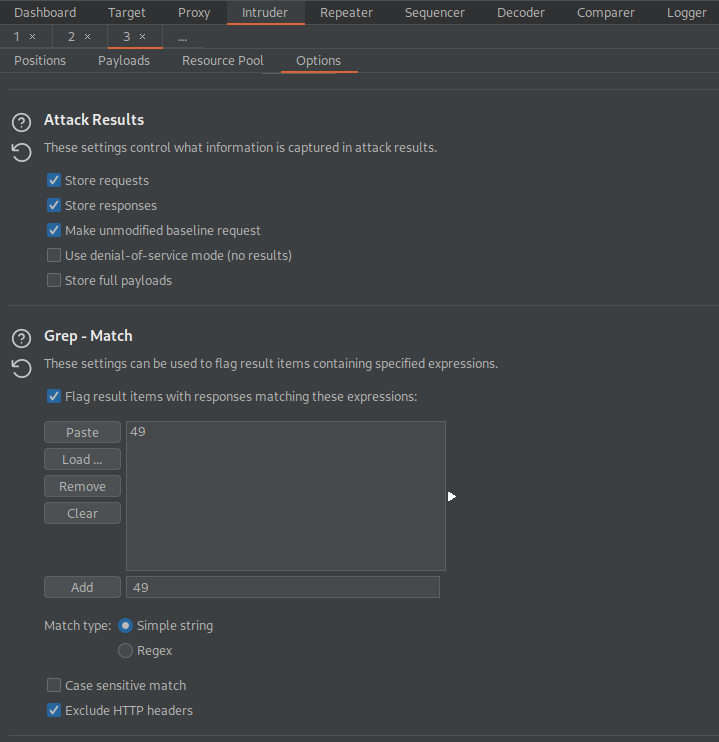 Dashboard Target Proxy Intruder Repeater Sequencer Decoder Comparer Logger
1 × 2 × 3 × ...
Positions Payloads Resource Pool Options
Attack Results
These settings control what information is captured in attack results.
Store requests
Store responses
Make unmodified baseline request
Use denial-of-service mode (no results)
Store full payloads
Grep - Match
These settings can be used to flag result items containing specified expressions.
Flag result items with responses matching these expressions:
Paste 49
Load ...
Remove
Clear
Add 49
Match type: Simple string
Regex
Case sensitive match
Exclude HTTP headers